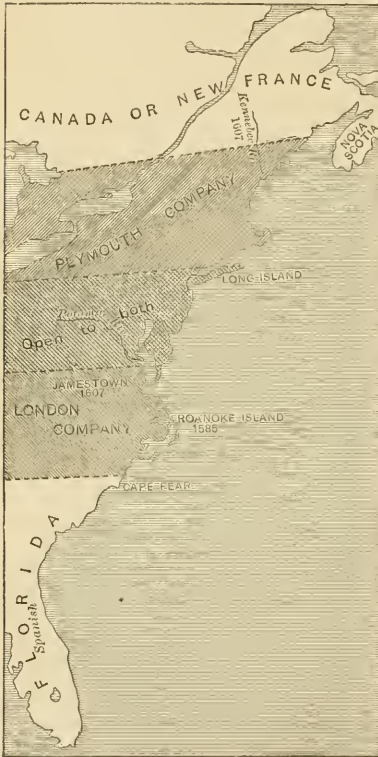 CANADA OR NEW FRANCE
Kennebec R.
1607
NOVA
SCOTIA
PLYMOUTH COMPANY
LONG ISLAND
Open to both
JAMESTOWN
1607
LONDON
COMPANY
ROANOKE ISLAND
1585
CAPE FEAR
FLORIDA
Spanish